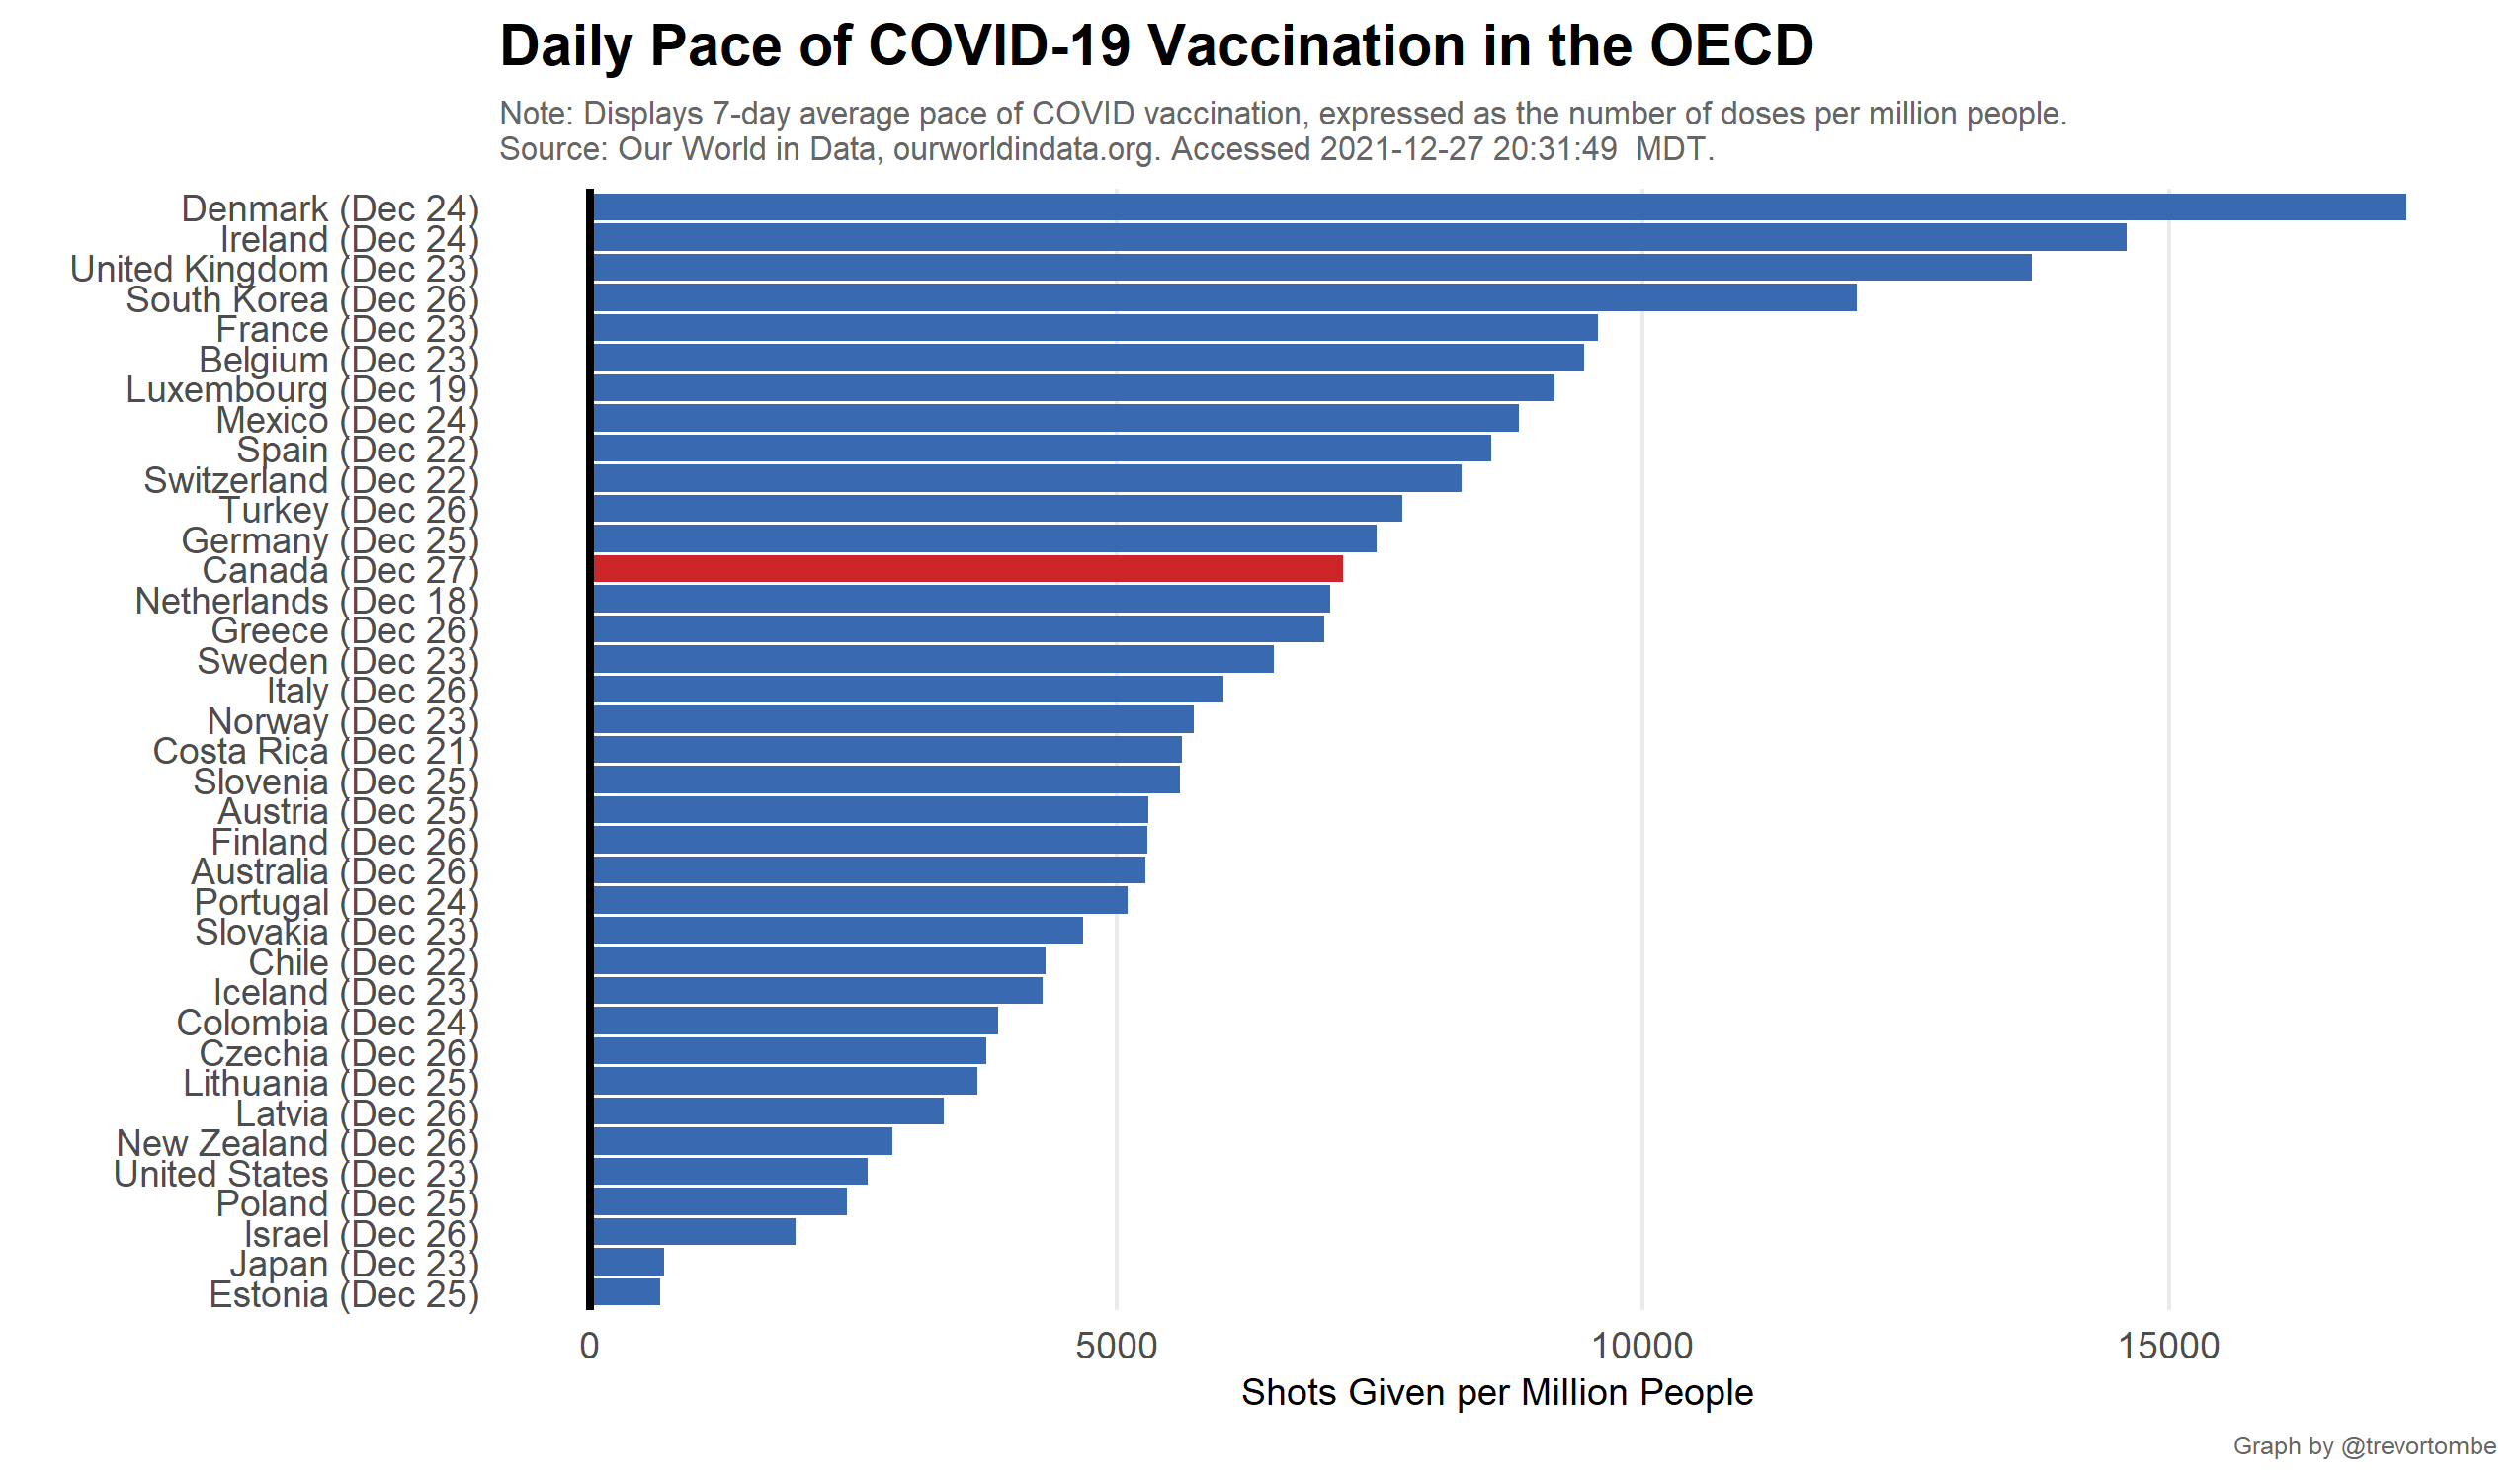 Daily Pace of COVID-19 Vaccination in the OECD
Note: Displays 7-day average pace of COVID vaccination, expressed as the number of doses per million people.
Source: Our World in Data, ourworldindata.org. Accessed 2021-12-27 20:31:49  MDT.
Denmark (Dec 24)
Ireland (Dec 24)
United Kingdom (Dec 23)
South Korea (Dec 26)
France (Dec 23)
Belgium (Dec 23)
Luxembourg (Dec 19)
Mexico (Dec 24)
Spain (Dec 22)
Switzerland (Dec 22)
Turkey (Dec 26)
Germany (Dec 25)
Canada (Dec 27)
Netherlands (Dec 18)
Greece (Dec 26)
Sweden (Dec 23)
Italy (Dec 26)
Norway (Dec 23)
Costa Rica (Dec 21)
Slovenia (Dec 25)
Austria (Dec 25)
Finland (Dec 26)
Australia (Dec 26)
Portugal (Dec 24)
Slovakia (Dec 23)
Chile (Dec 22)
Iceland (Dec 23)
Colombia (Dec 24)
Czechia (Dec 26)
Lithuania (Dec 25)
Latvia (Dec 26)
New Zealand (Dec 26)
United States (Dec 23)
Poland (Dec 25)
Israel (Dec 26)
Japan (Dec 23)
Estonia (Dec 25)
0 5000 10000 15000
Shots Given per Million People
Graph by @trevortombe